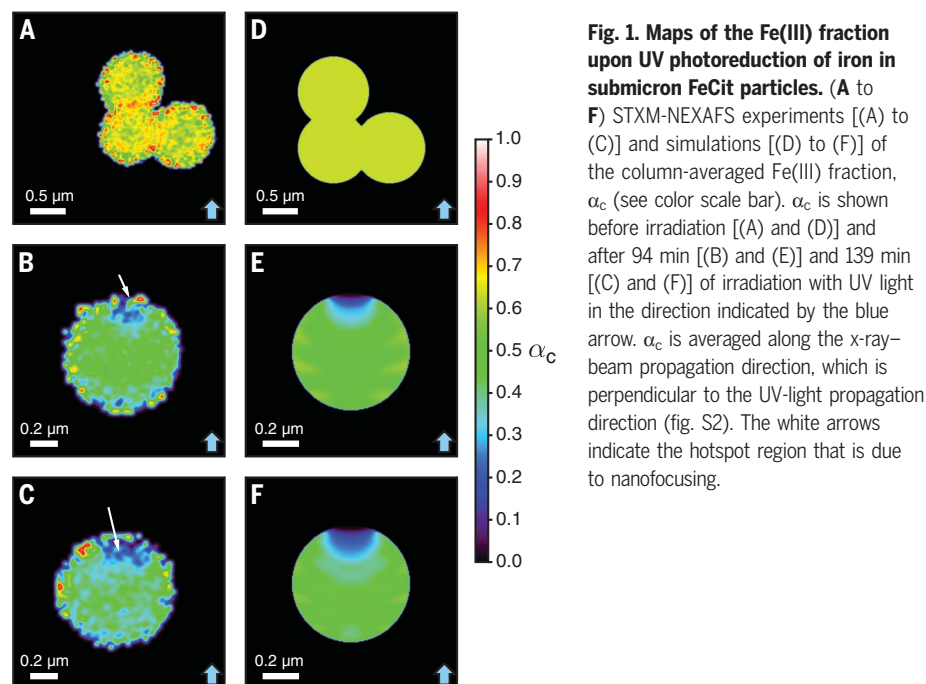 A
0.5 μm
D
0.5 μm
B
0.2 μm
E
0.2 μm
C
0.2 μm
F
0.2 μm
1.0
0.9
0.8
0.7
0.6
0.5
0.4
0.3
0.2
0.1
0.0
αc
Fig. 1. Maps of the Fe(III) fraction
upon UV photoreduction of iron in
submicron FeCit particles. (A to
F) STXM-NEXAFS experiments [(A) to
(C)] and simulations [(D) to (F)] of
the column-averaged Fe(III) fraction,
αc (see color scale bar). αc is shown
before irradiation [(A) and (D)] and
after 94 min [(B) and (E)] and 139 min
[(C) and (F)] of irradiation with UV light
in the direction indicated by the blue
arrow. αc is averaged along the x-ray–
beam propagation direction, which is
perpendicular to the UV-light propagation
direction (fig. S2). The white arrows
indicate the hotspot region that is due
to nanofocusing.